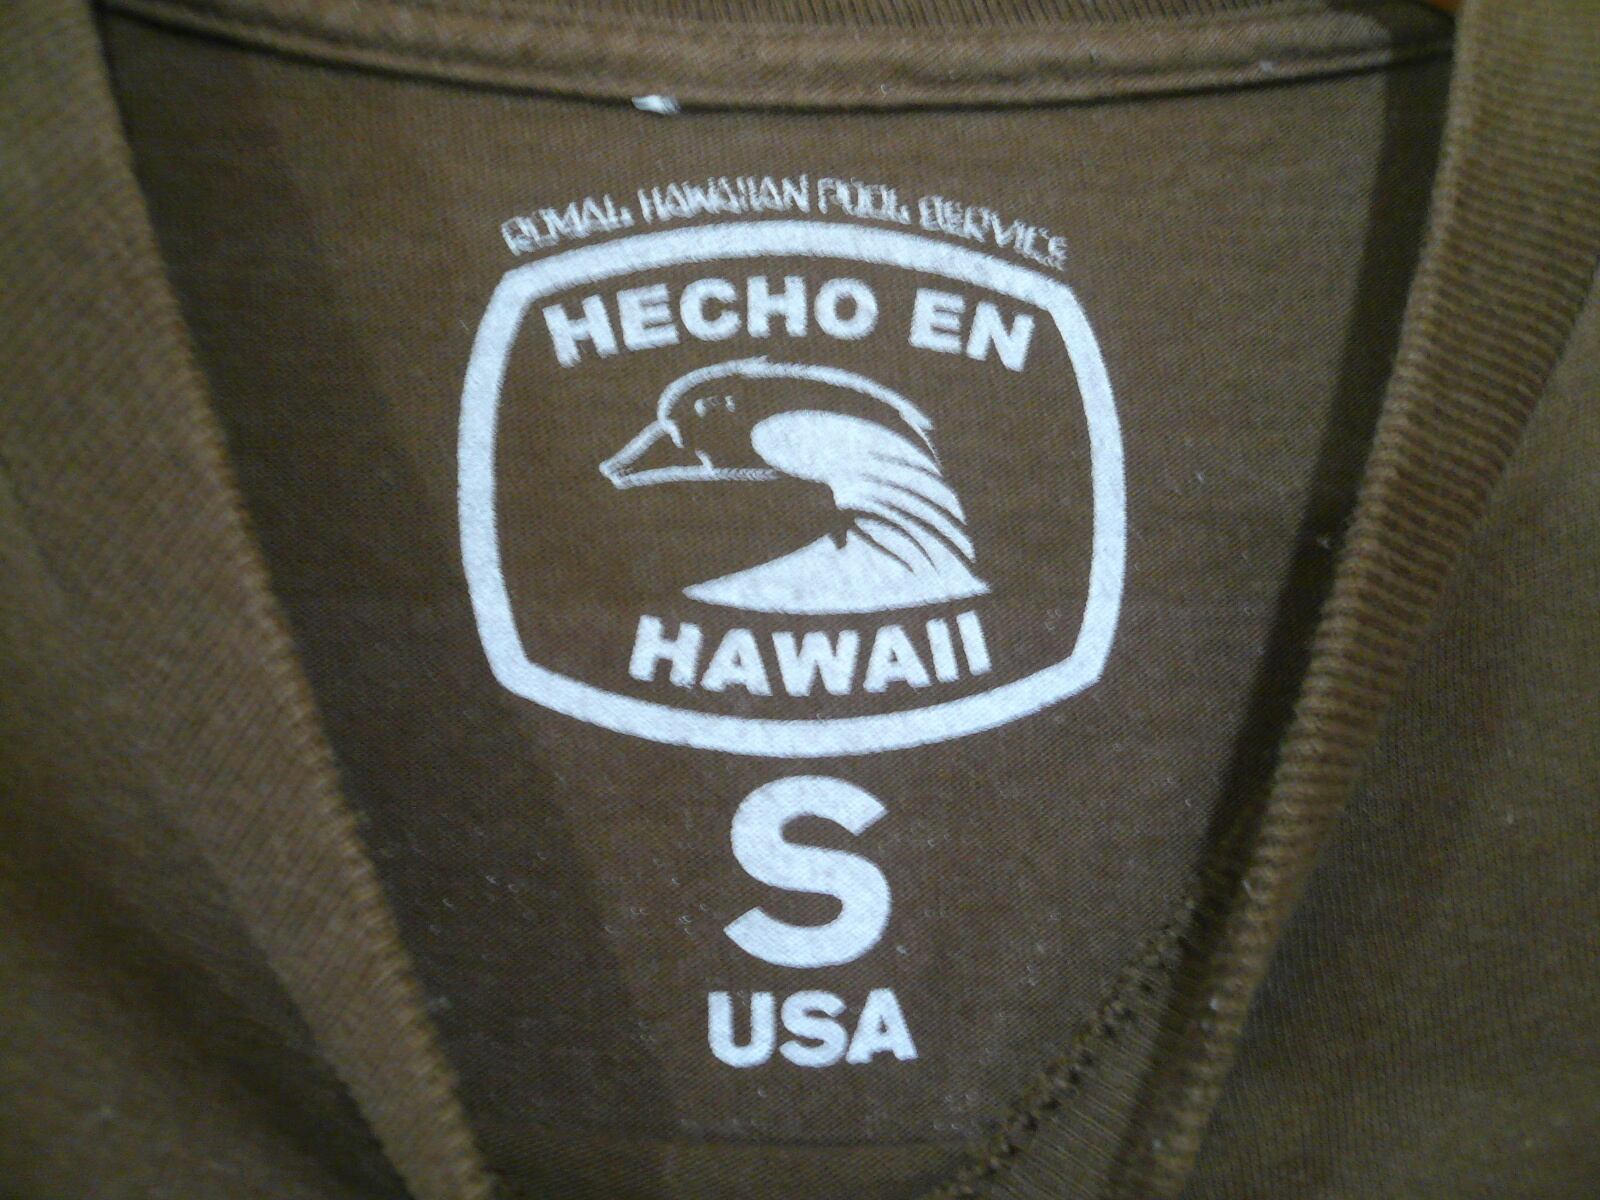 ROYAL HAWAIIAN POOL SERVICE
HECHO EN
HAWAII
S
USA